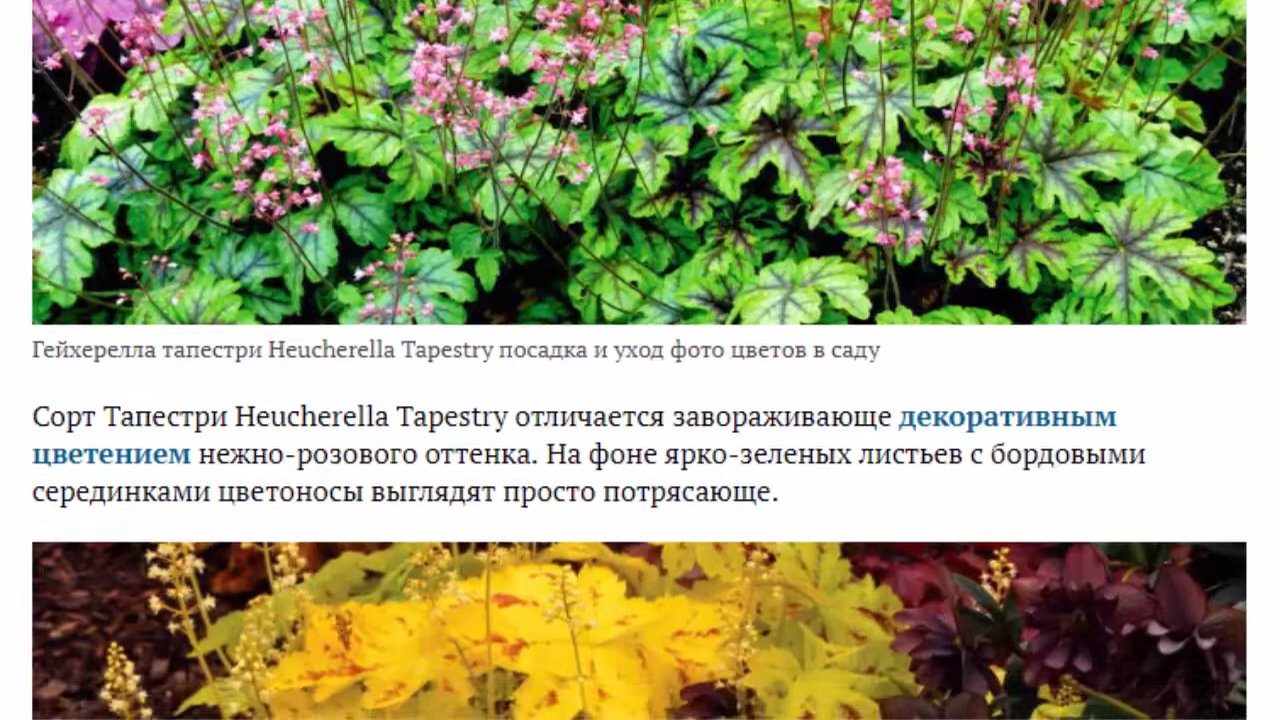 Гейхерелла тапестри Heucherella Tapestry посадка и уход фото цветов в саду
Сорт Тапестри Heucherella Tapestry отличается завораживающе декоративным
цветением нежно-розового оттенка. На фоне ярко-зеленых листьев с бордовыми
серединками цветоносы выглядят просто потрясающе.